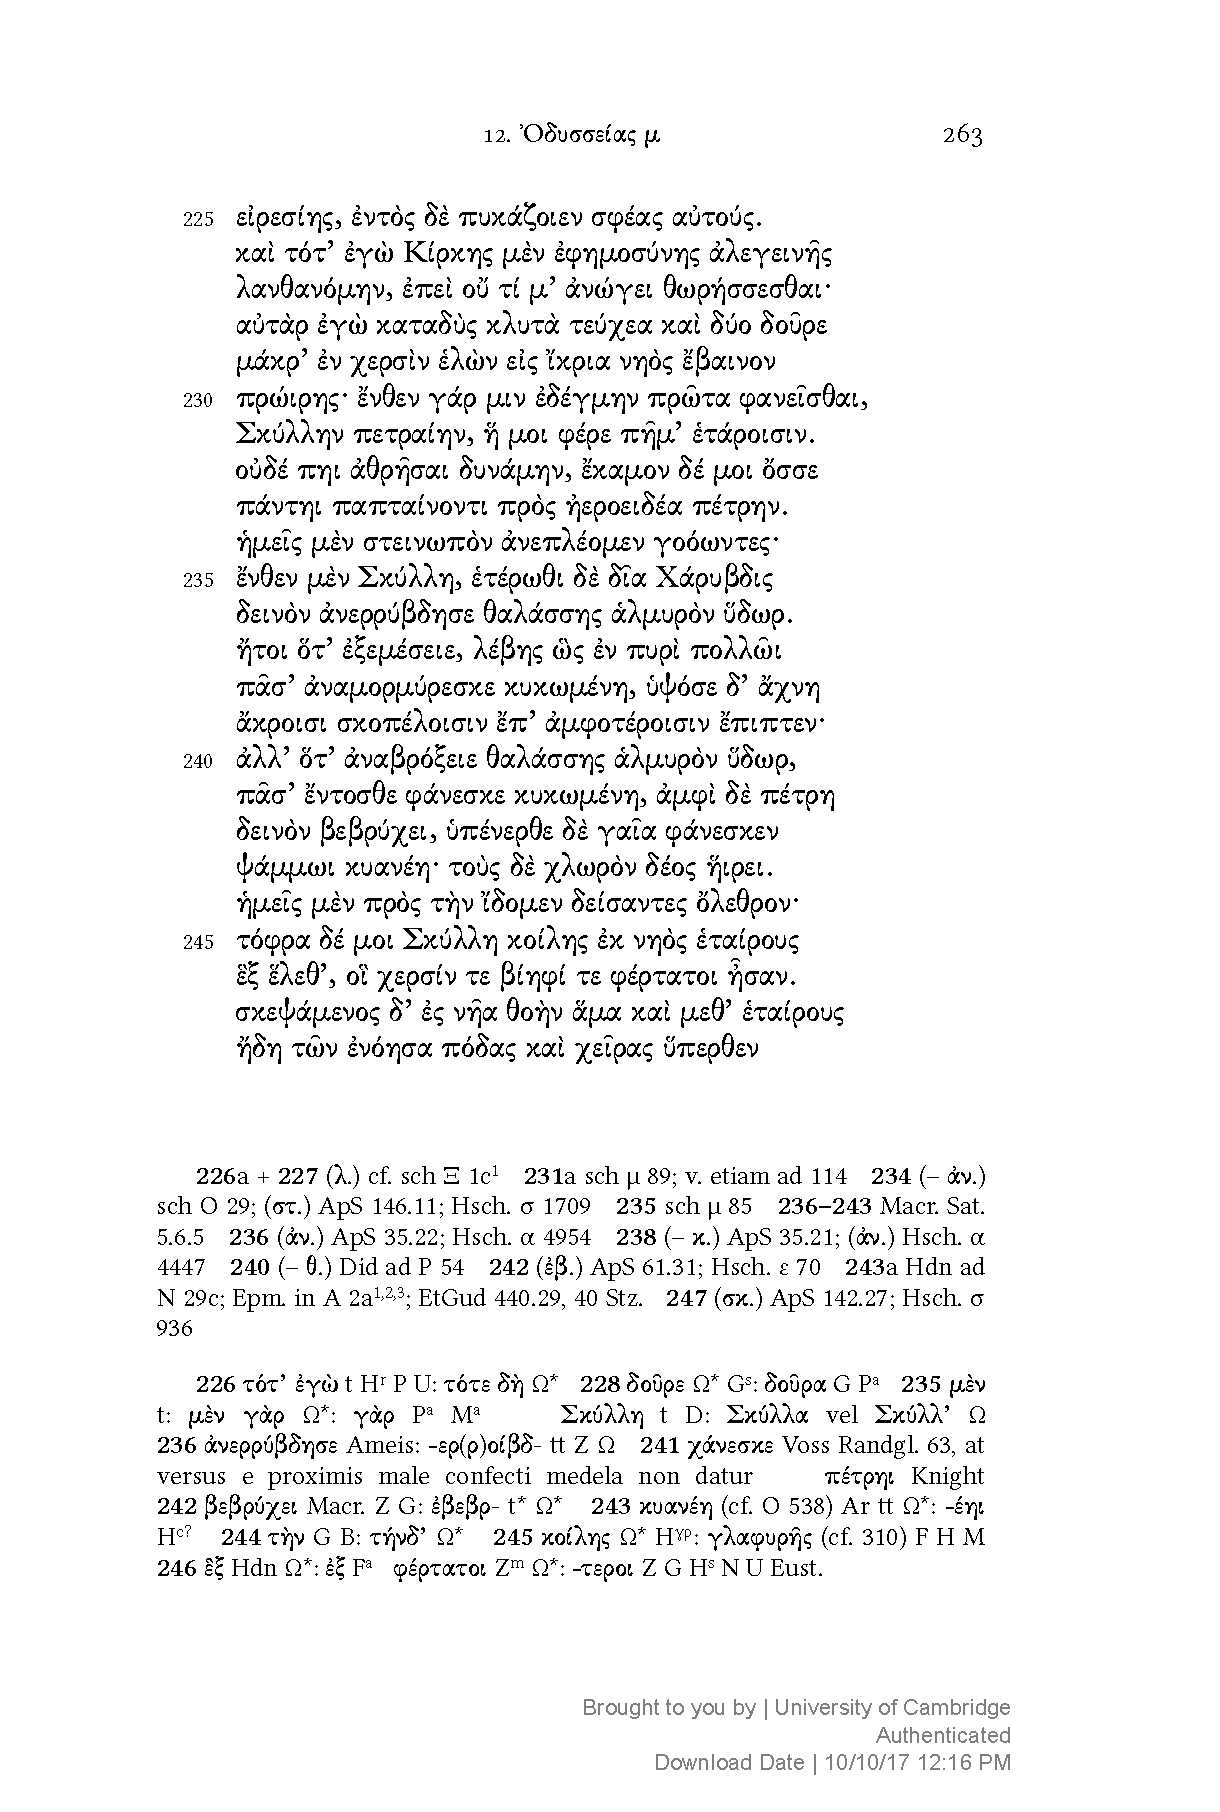 12. Ὀδυσσείας μ 263
225 εἰρεσίης, ἐντὸς δὲ πυκάζοιεν σφέας αὐτούς.
καὶ τότ’ ἐγὼ Κίρκης μὲν ἐφημοσύνης ἀλεγεινῆς
λανθανόμην, ἐπεὶ οὔ τί μ’ ἀνώγει θωρήσσεσθαι·
αὐτὰρ ἐγὼ καταδὺς κλυτὰ τεύχεα καὶ δύο δοῦρε
μάκρ’ ἐν χερσὶν ἑλὼν εἰς ἴκρια νηὸς ἔβαινον
230 πρώιρης· ἔνθεν γάρ μιν ἐδέγμην πρῶτα φανεῖσθαι,
Σκύλλην πετραίην, ἥ μοι φέρε πῆμ’ ἑτάροισιν.
οὐδέ πηι ἀθρῆσαι δυνάμην, ἔκαμον δέ μοι ὄσσε
πάντηι παπταίνοντι πρὸς ἠεροειδέα πέτρην.
ἡμεῖς μὲν στεινωπὸν ἀνεπλέομεν γοόωντες·
235 ἔνθεν μὲν Σκύλλη, ἑτέρωθι δὲ δῖα Χάρυβδις
δεινὸν ἀνερρύβδησε θαλάσσης ἁλμυρὸν ὕδωρ.
ἤτοι ὅτ’ ἐξεμέσειε, λέβης ὣς ἐν πυρὶ πολλῶι
πᾶσ’ ἀναμορμύρεσκε κυκωμένη, ὑψόσε δ’ ἄχνη
ἄκροισι σκοπέλοισιν ἔπ’ ἀμφοτέροισιν ἔπιπτεν·
240 ἀλλ’ ὅτ’ ἀναβρόξειε θαλάσσης ἁλμυρὸν ὕδωρ,
πᾶσ’ ἔντοσθε φάνεσκε κυκωμένη, ἀμφὶ δὲ πέτρη
δεινὸν βεβρύχει, ὑπένερθε δὲ γαῖα φάνεσκεν
ψάμμωι κυανέη· τοὺς δὲ χλωρὸν δέος ἥιρει.
ἡμεῖς μὲν πρὸς τὴν ἴδομεν δείσαντες ὄλεθρον·
245 τόφρα δέ μοι Σκύλλη κοίλης ἐκ νηὸς ἑταίρους
ἓξ ἕλεθ’, οἳ χερσίν τε βίηφί τε φέρτατοι ἦσαν.
σκεψάμενος δ’ ἐς νῆα θοὴν ἅμα καὶ μεθ’ ἑταίρους
ἤδη τῶν ἐνόησα πόδας καὶ χεῖρας ὕπερθεν
226a + 227 (λ.) cf. sch Ξ 1c¹ 231a sch μ 89; v. etiam ad 114 234 (– ἀν.)
sch O 29; (στ.) ApS 146.11; Hsch. σ 1709 235 sch μ 85 236–243 Macr. Sat.
5.6.5 236 (ἀν.) ApS 35.22; Hsch. α 4954 238 (– κ.) ApS 35.21; (ἀν.) Hsch. α
4447 240 (– θ.) Did ad P 54 242 (ἐβ.) ApS 61.31; Hsch. ε 70 243a Hdn ad
N 29c; Epm. in A 2a¹,²,³; EtGud 440.29, 40 Stz. 247 (σκ.) ApS 142.27; Hsch. σ
936
226 τότ’ ἐγὼ t Hʳ P U: τότε δὴ Ω* 228 δοῦρε Ω* Gˢ: δοῦρα G Pᵃ 235 μὲν
t: μὲν γὰρ Ω*: γὰρ Pᵃ Mᵃ Σκύλλη t D: Σκύλλα vel Σκύλλ’ Ω
236 ἀνερρύβδησε Ameis: -ερ(ρ)οίβδ- tt Z Ω 241 χάνεσκε Voss Randgl. 63, at
versus e proximis male confecti medela non datur πέτρηι Knight
242 βεβρύχει Macr. Z G: ἐβεβρ- t* Ω* 243 κυανέη (cf. O 538) Ar tt Ω*: -έηι
Hᶜ? 244 τὴν G B: τήνδ’ Ω* 245 κοίλης Ω* Hᵞᵖ: γλαφυρῆς (cf. 310) F H M
246 ἓξ Hdn Ω*: ἐξ Fᵃ φέρτατοι Zᵐ Ω*: -τεροι Z G Hˢ N U Eust.
Brought to you by | University of Cambridge
Authenticated
Download Date | 10/10/17 12:16 PM